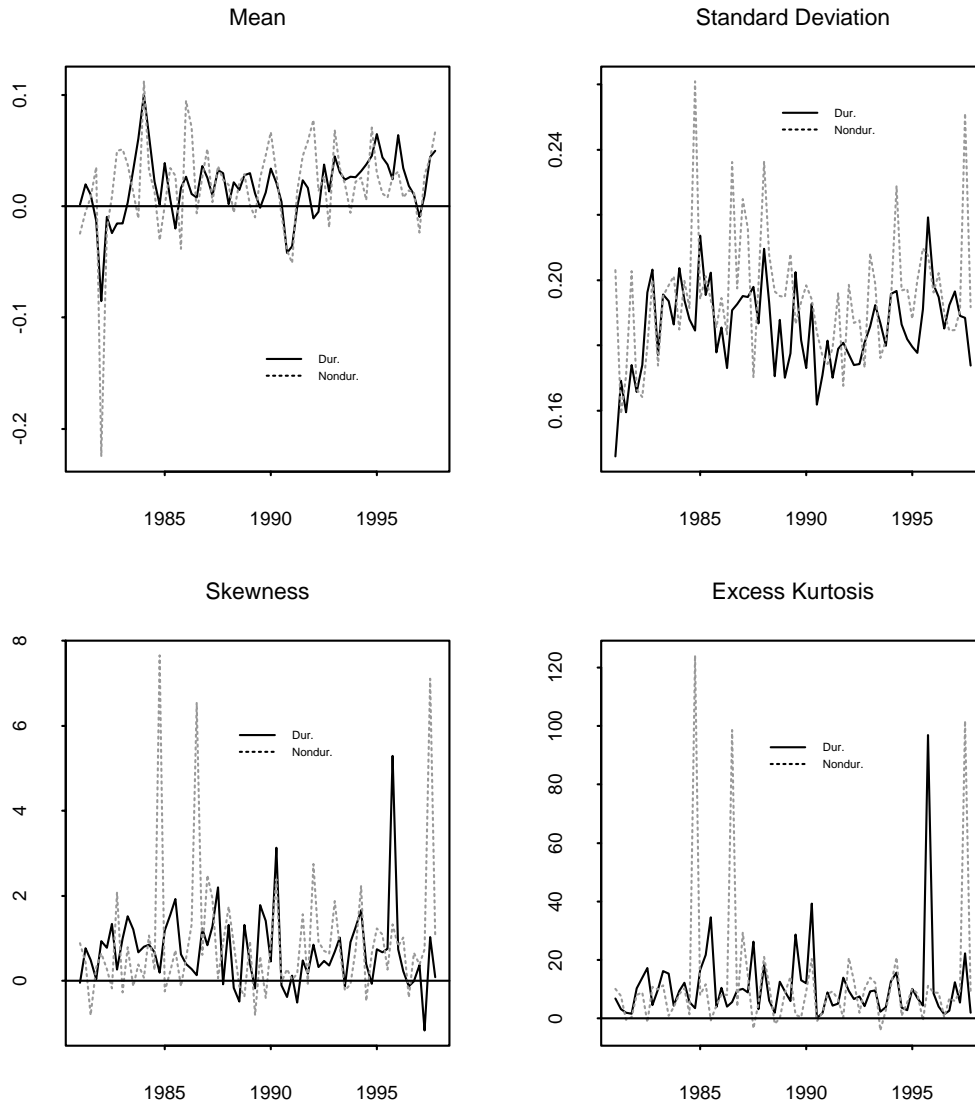 Mean
0.1
0.0
-0.1
-0.2
Dur.
Nondur.
1985
1990
1995
Standard Deviation
0.24
0.20
0.16
Dur.
Nondur.
1985
1990
1995
Skewness
8
6
4
2
0
Dur.
Nondur.
1985
1990
1995
Excess Kurtosis
120
100
80
60
40
20
0
Dur.
Nondur.
1985
1990
1995